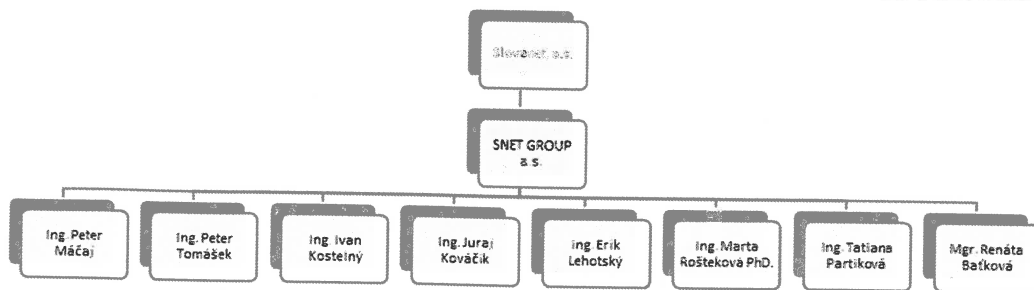 Slovanet, a.s.
SNET GROUP
a.s.
Ing. Peter
Máčaj
Ing. Peter
Tomášek
Ing. Ivan
Kostelný
Ing. Juraj
Kováčik
Ing. Erik
Lehotský
Ing. Marta
Rošteková PhD.
Ing. Tatiana
Partiková
Mgr. Renáta
Baťková